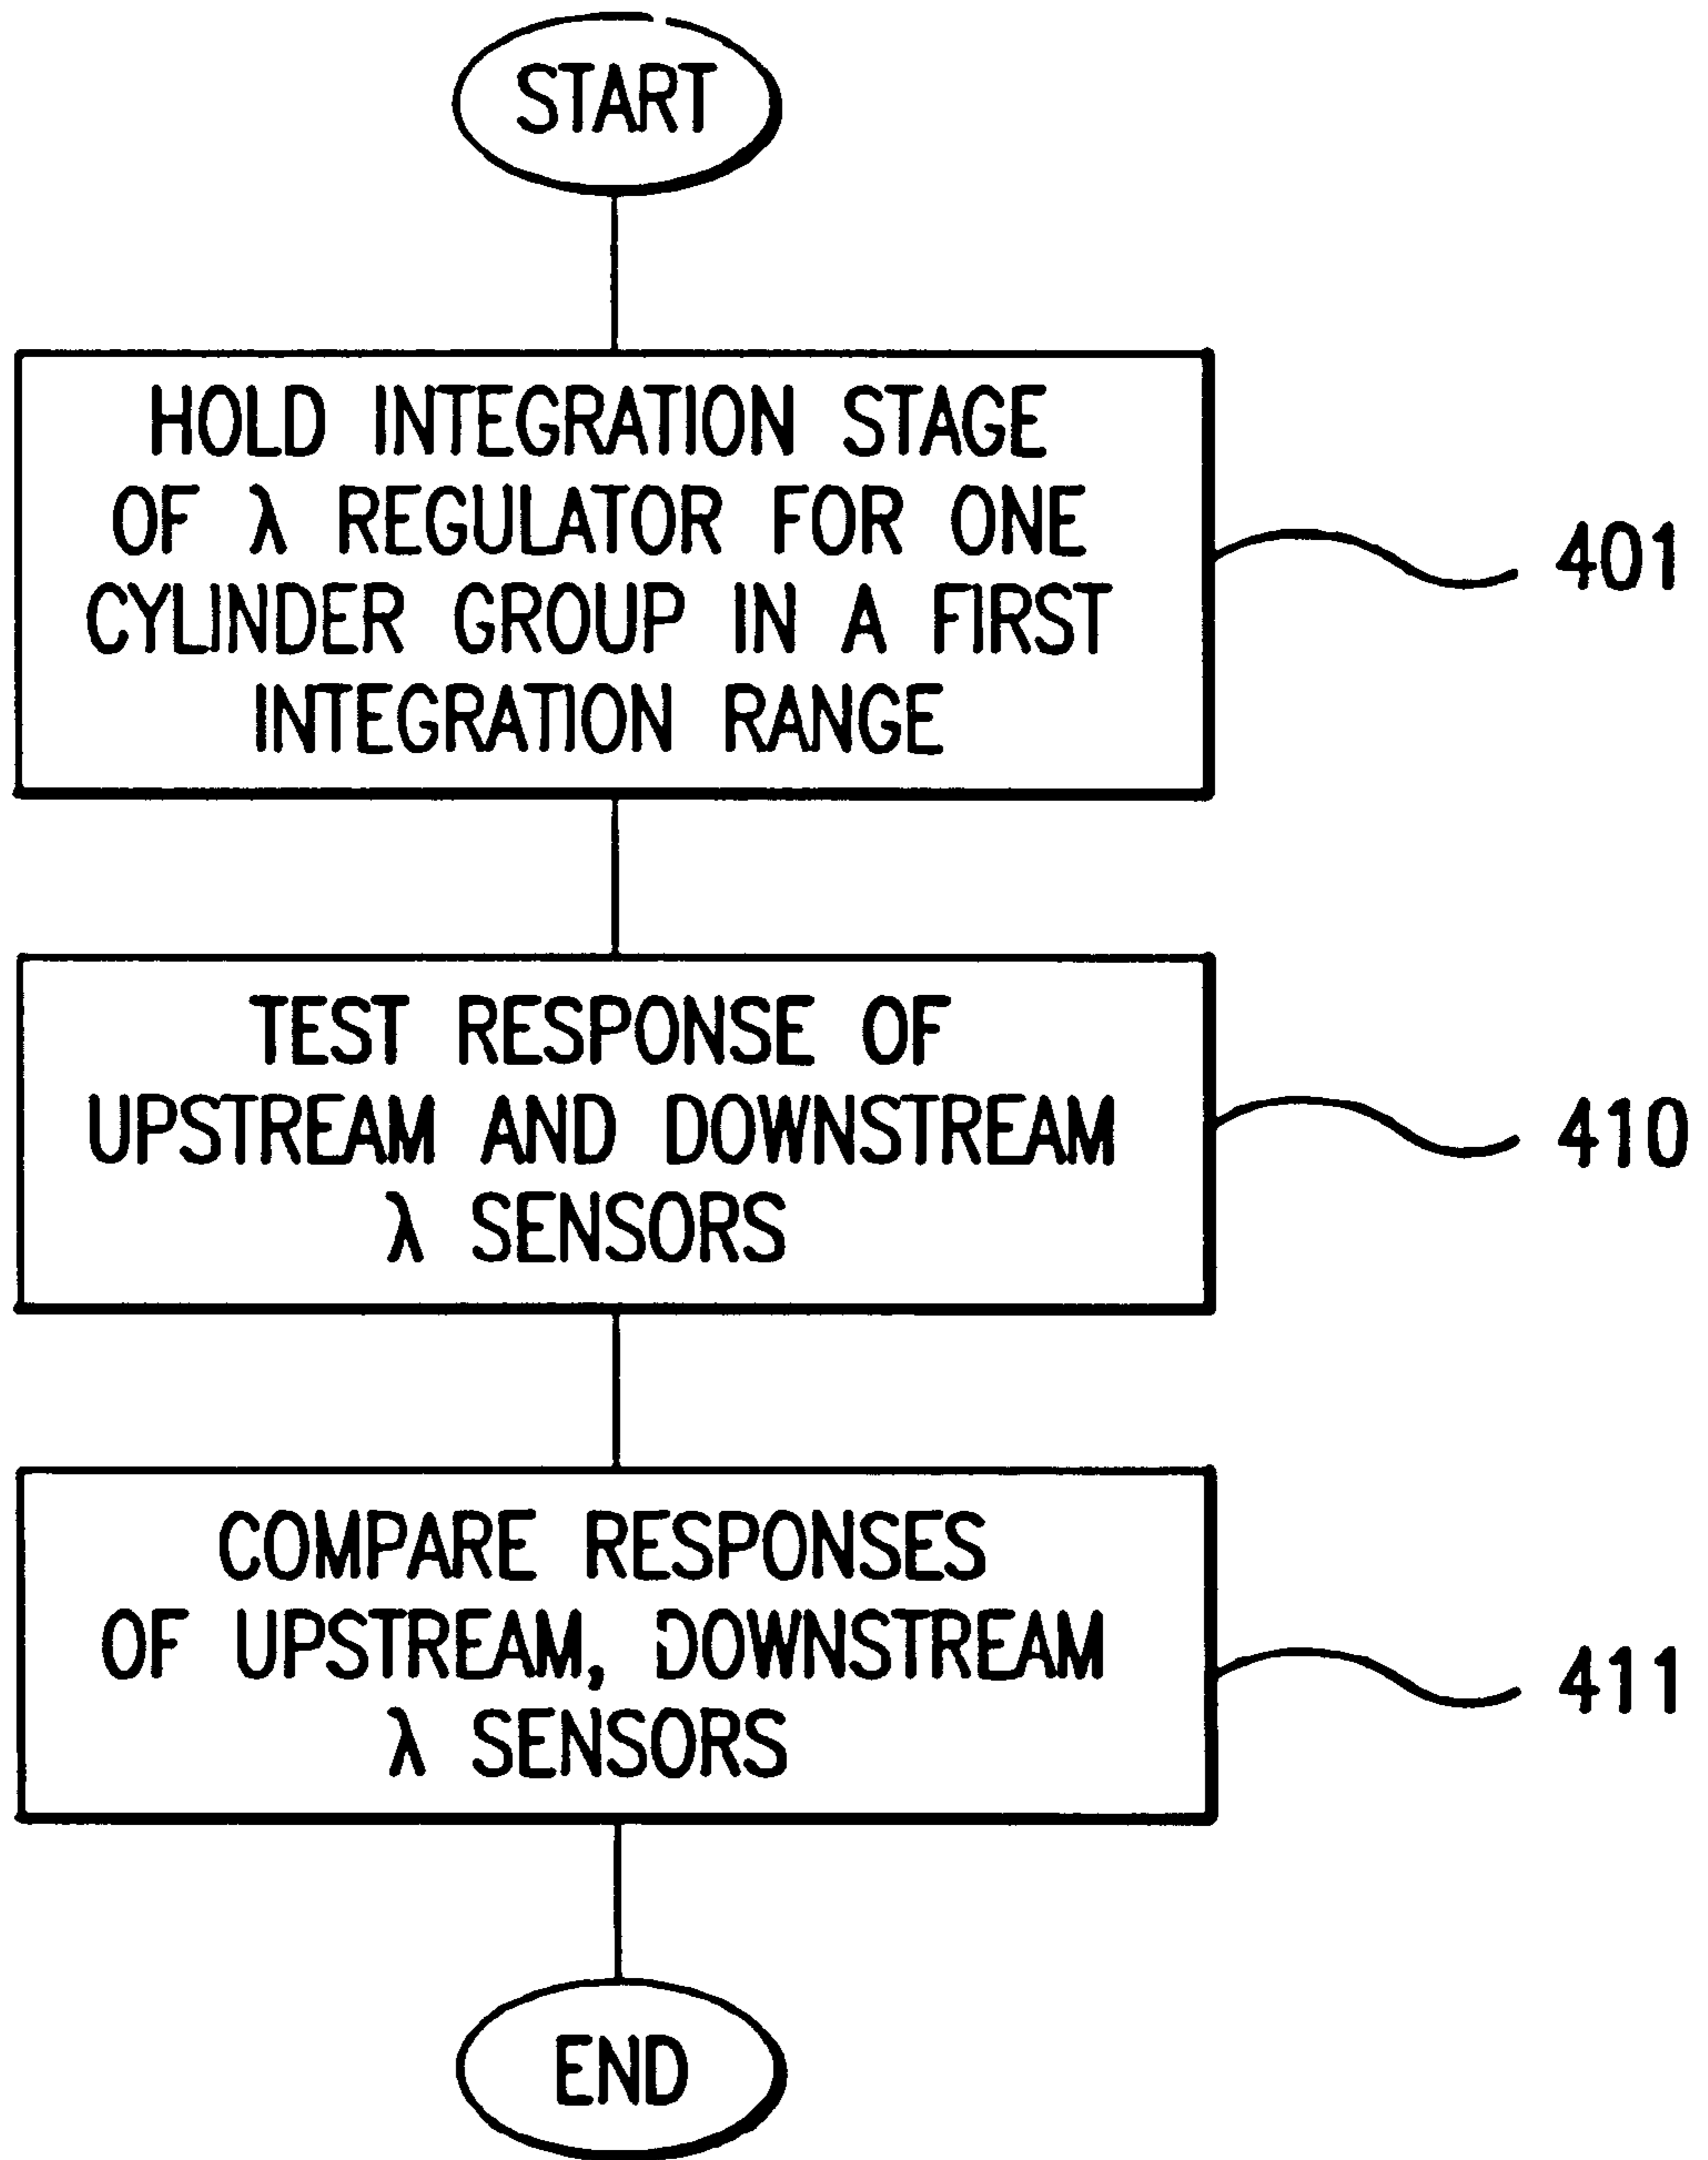 START
HOLD INTEGRATION STAGE
OF λ REGULATOR FOR ONE
CYLINDER GROUP IN A FIRST
INTEGRATION RANGE
401
TEST RESPONSE OF
UPSTREAM AND DOWNSTREAM
λ SENSORS
410
COMPARE RESPONSES
OF UPSTREAM, DOWNSTREAM
λ SENSORS
411
END